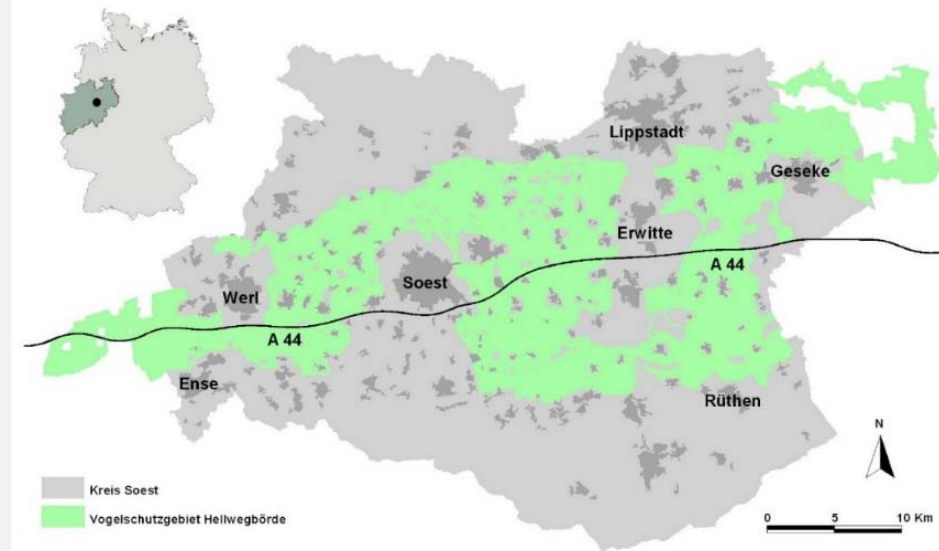 Lippstadt
Geseke
Erwitte
A 44
Soest
Werl
A 44
Ense
Rüthen
N
Kreis Soest
Vogelschutzgebiet Hellwegbörde
0 5 10 Km